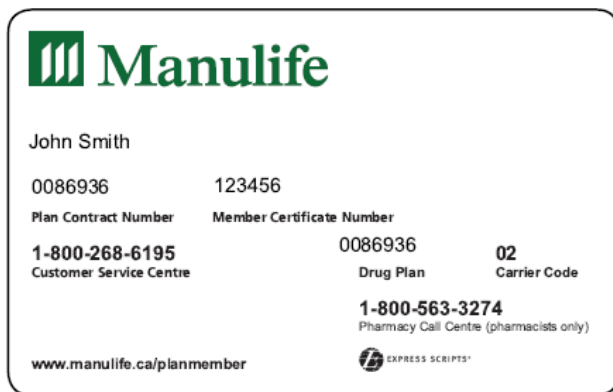 Manulife
John Smith
0086936 123456
Plan Contract Number Member Certificate Number
1-800-268-6195 0086936 02
Customer Service Centre Drug Plan Carrier Code
1-800-563-3274
Pharmacy Call Centre (pharmacists only)
www.manulife.ca/planmember EXPRESS SCRIPTS®